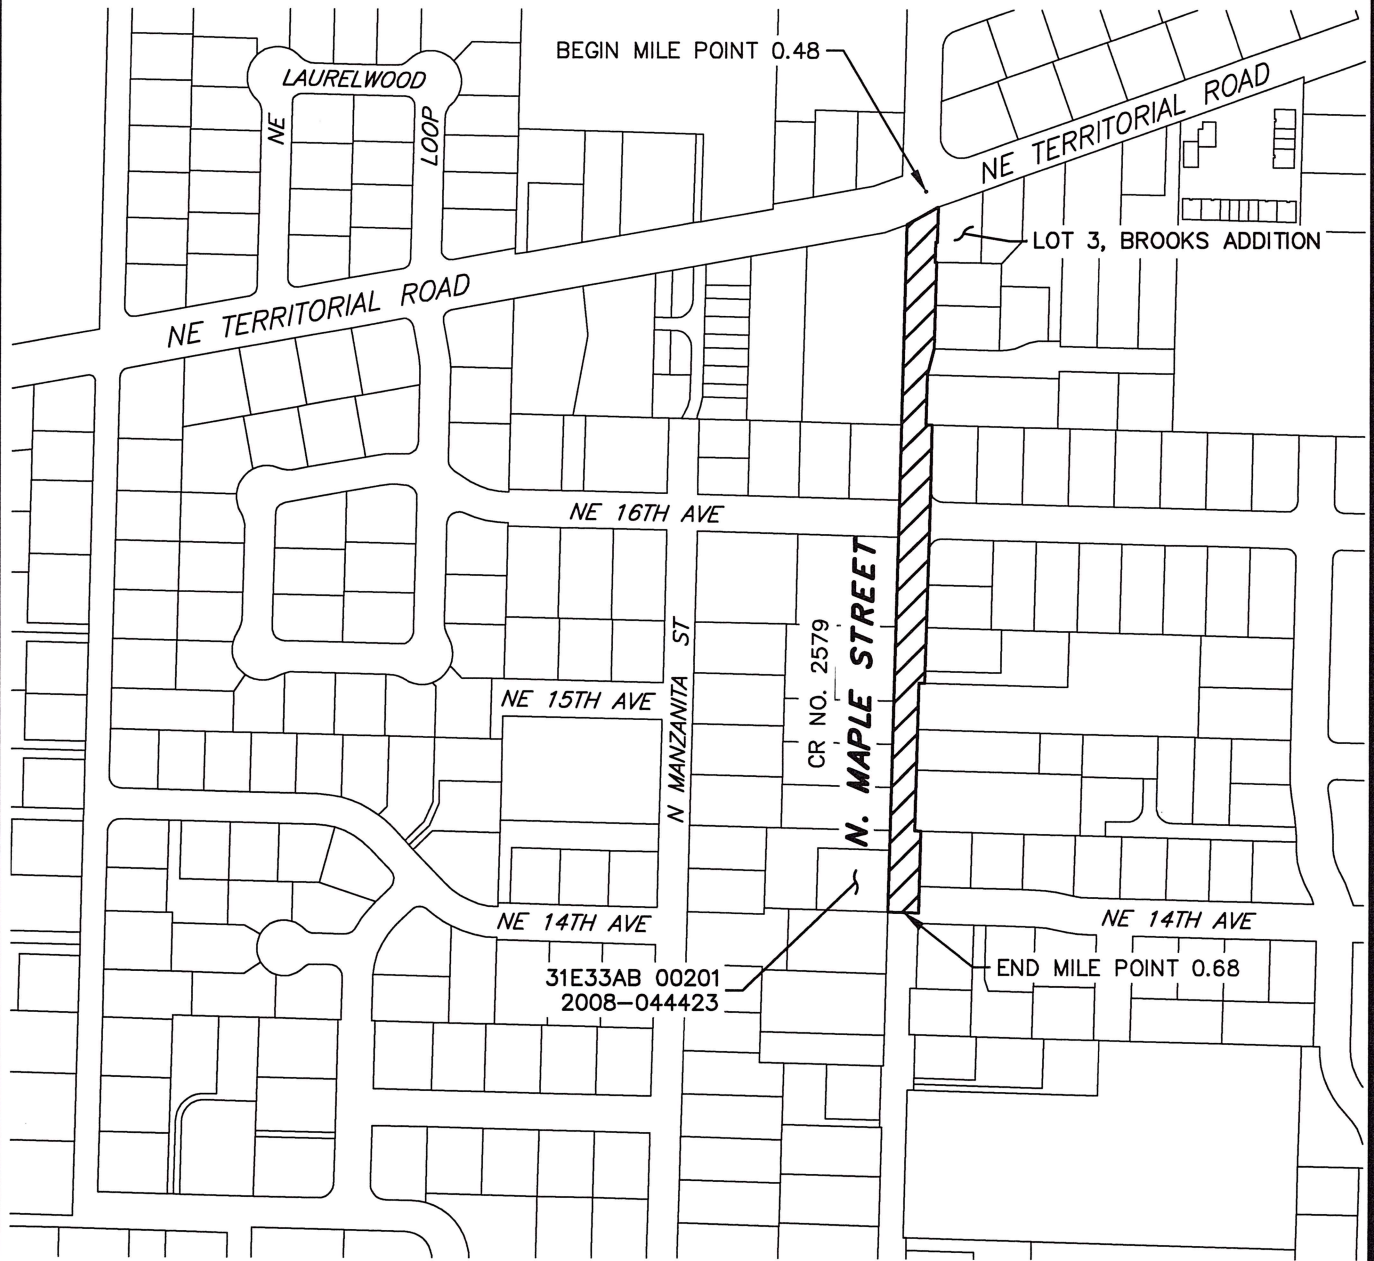 BEGIN MILE POINT 0.48
LAURELWOOD
NE
LOOP
NE TERRITORIAL ROAD
LOT 3, BROOKS ADDITION
NE TERRITORIAL ROAD
NE 16TH AVE
N. MAPLE STREET
CR NO. 2579
N MANZANITA ST
NE 15TH AVE
NE 14TH AVE
NE 14TH AVE
END MILE POINT 0.68
31E33AB 00201
2008-044423